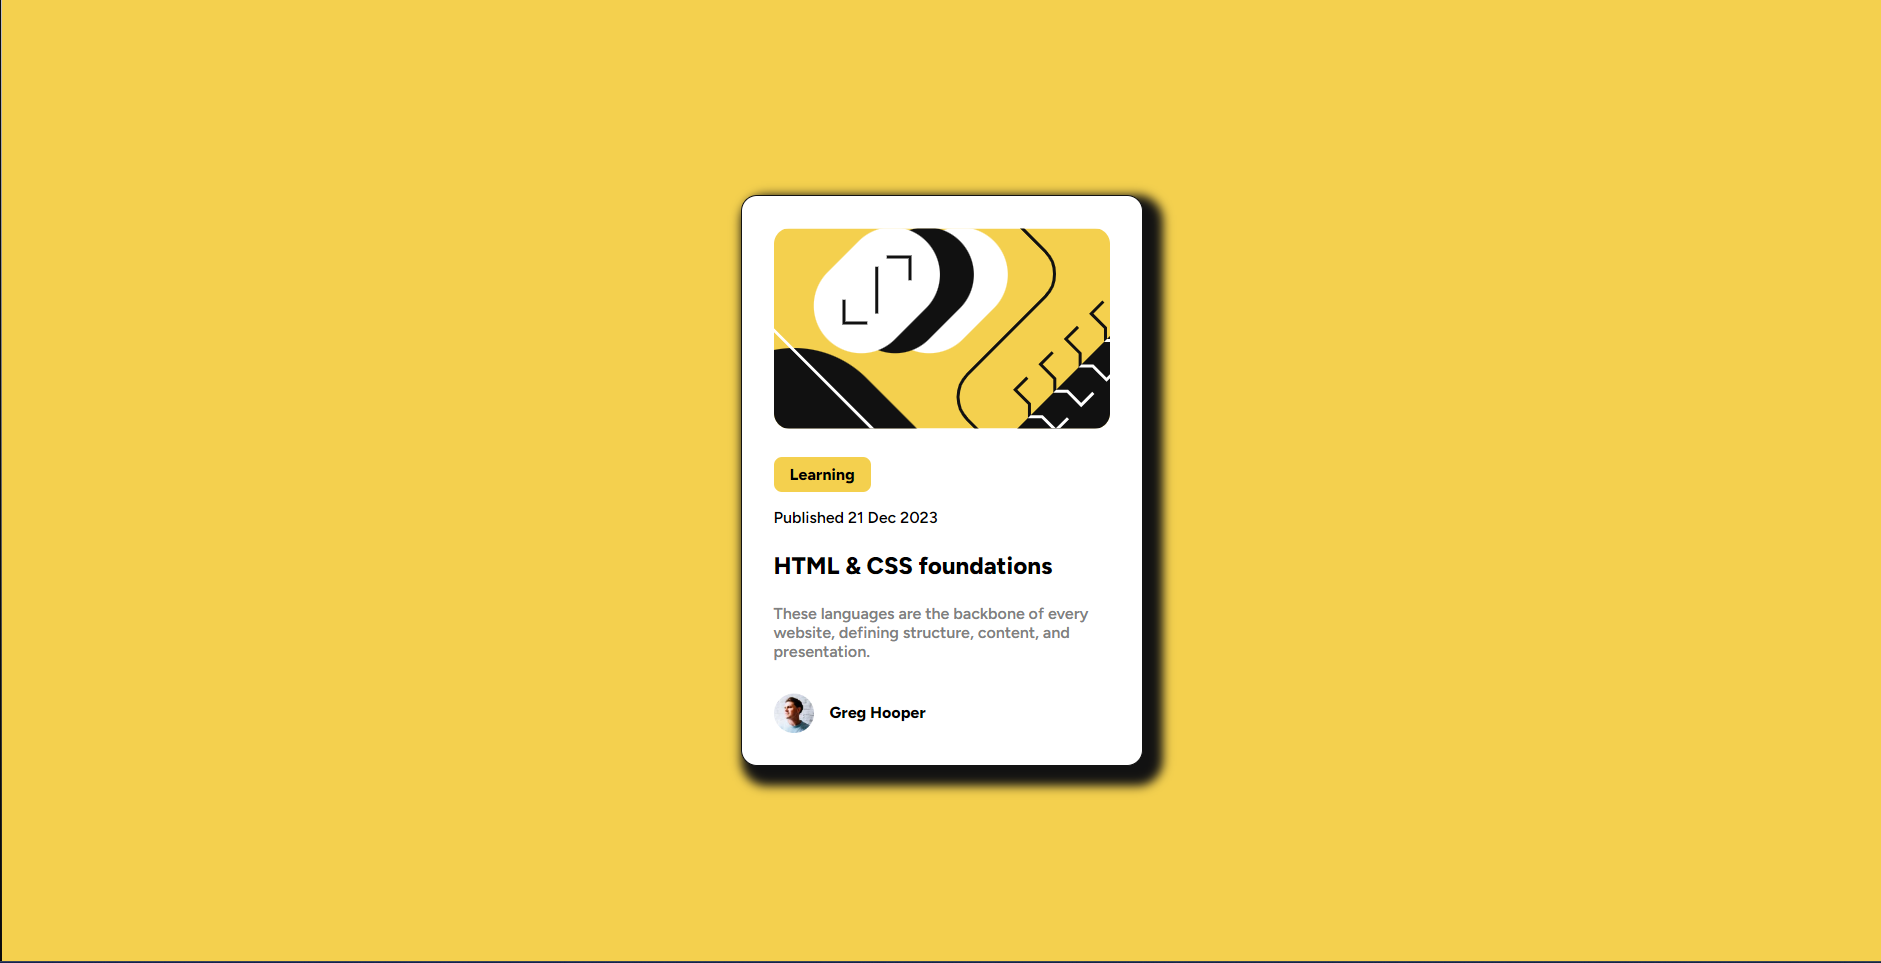 Learning
Published 21 Dec 2023
HTML & CSS foundations
These languages are the backbone of every
website, defining structure, content, and
presentation.
Greg Hooper